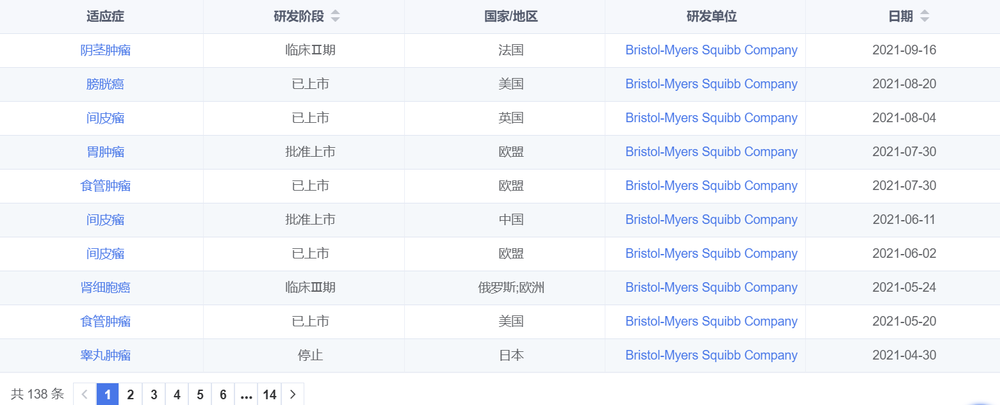 适应症 研发阶段 国家/地区 研发单位 日期
阴茎肿瘤 临床Ⅱ期 法国 Bristol-Myers Squibb Company 2021-09-16
膀胱癌 已上市 美国 Bristol-Myers Squibb Company 2021-08-20
间皮瘤 已上市 英国 Bristol-Myers Squibb Company 2021-08-04
胃肿瘤 批准上市 欧盟 Bristol-Myers Squibb Company 2021-07-30
食管肿瘤 已上市 欧盟 Bristol-Myers Squibb Company 2021-07-30
间皮瘤 批准上市 中国 Bristol-Myers Squibb Company 2021-06-11
间皮瘤 已上市 欧盟 Bristol-Myers Squibb Company 2021-06-02
肾细胞癌 临床Ⅲ期 俄罗斯;欧洲 Bristol-Myers Squibb Company 2021-05-24
食管肿瘤 已上市 美国 Bristol-Myers Squibb Company 2021-05-20
睾丸肿瘤 停止 日本 Bristol-Myers Squibb Company 2021-04-30
共 138 条 1 2 3 4 5 6 ... 14